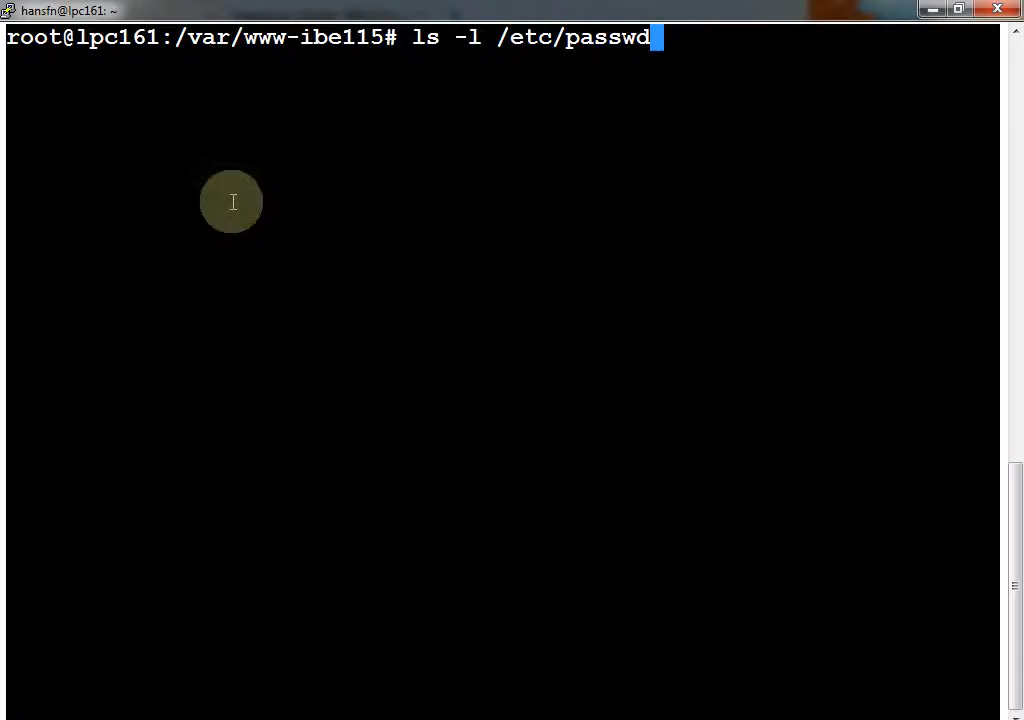 hansfn@lpc161: ~
root@lpc161:/var/www-ibe115# ls -l /etc/passwd